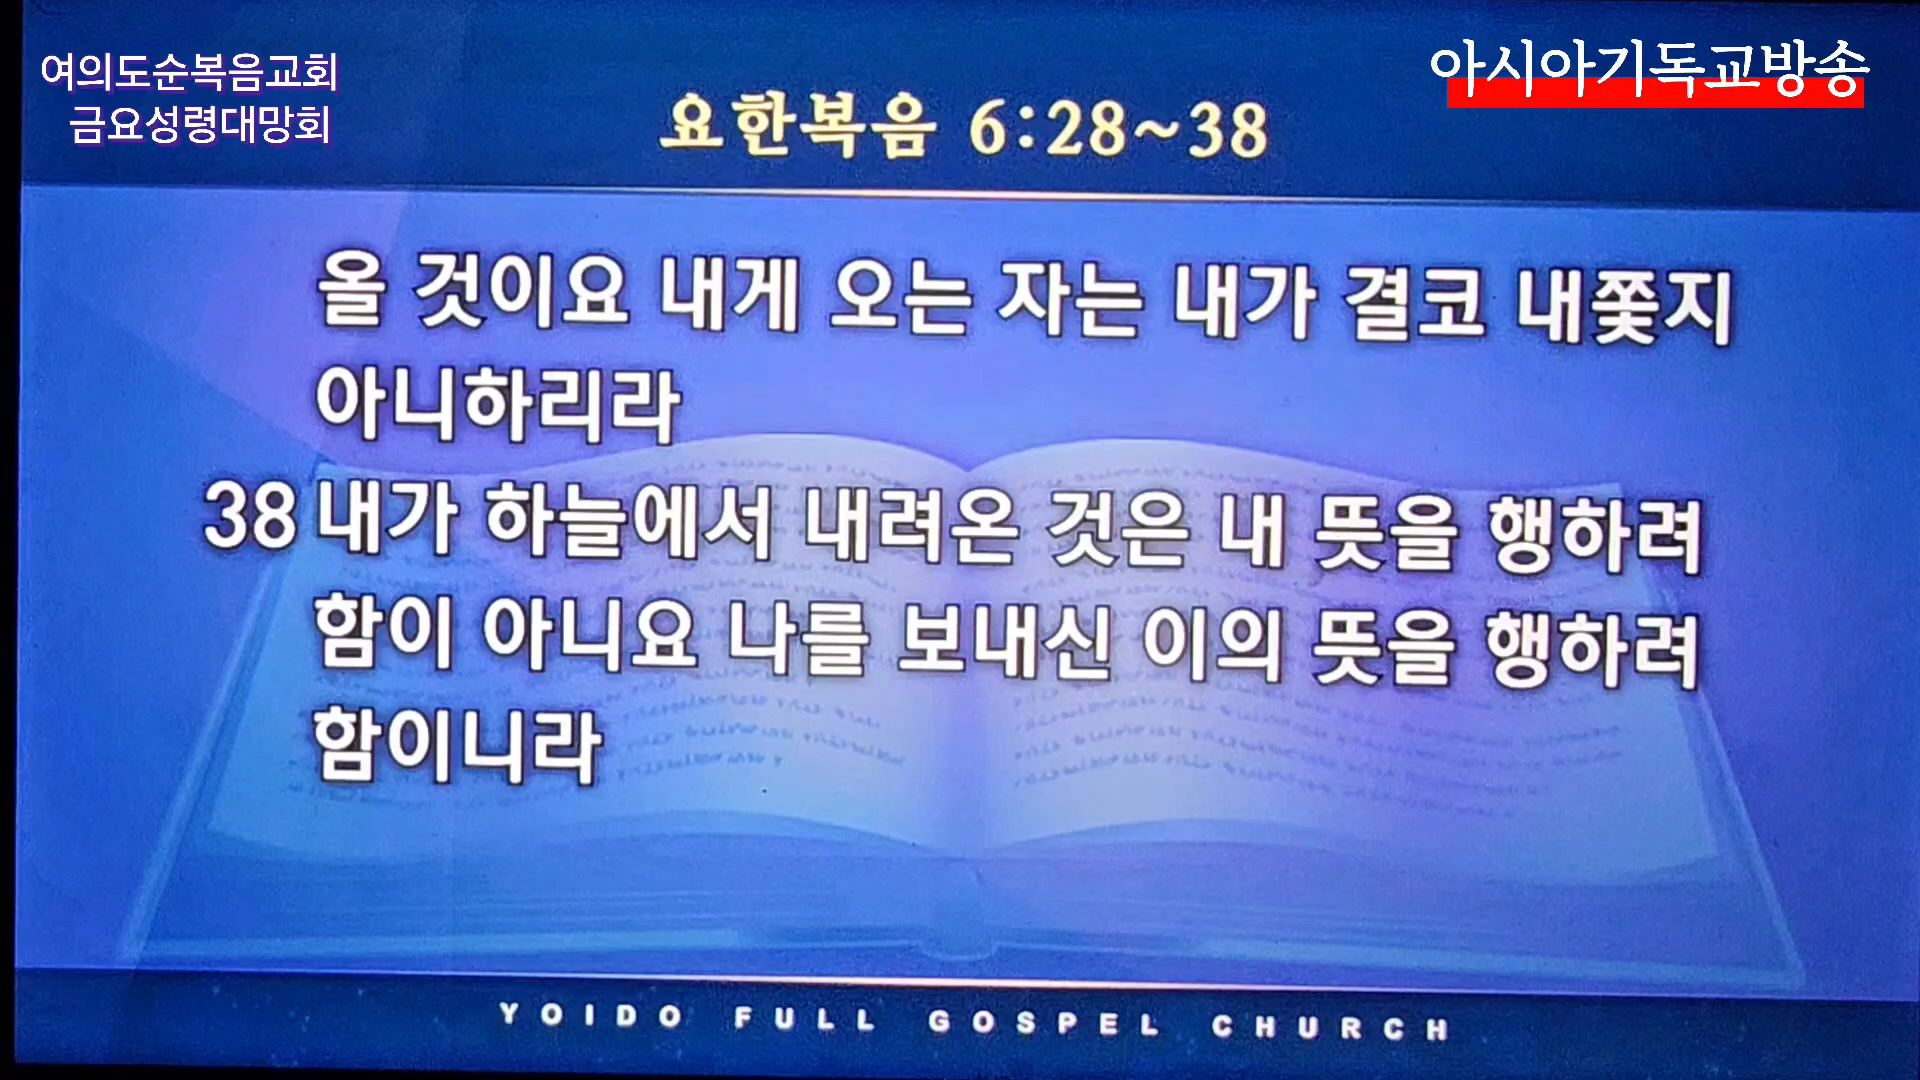 여의도순복음교회
금요성령대망회
아시아기독교방송
요한복음 6:28~38
올 것이요 내게 오는 자는 내가 결코 내쫓지
아니하리라
38 내가 하늘에서 내려온 것은 내 뜻을 행하려
함이 아니요 나를 보내신 이의 뜻을 행하려
함이니라
YOIDO FULL GOSPEL CHURCH